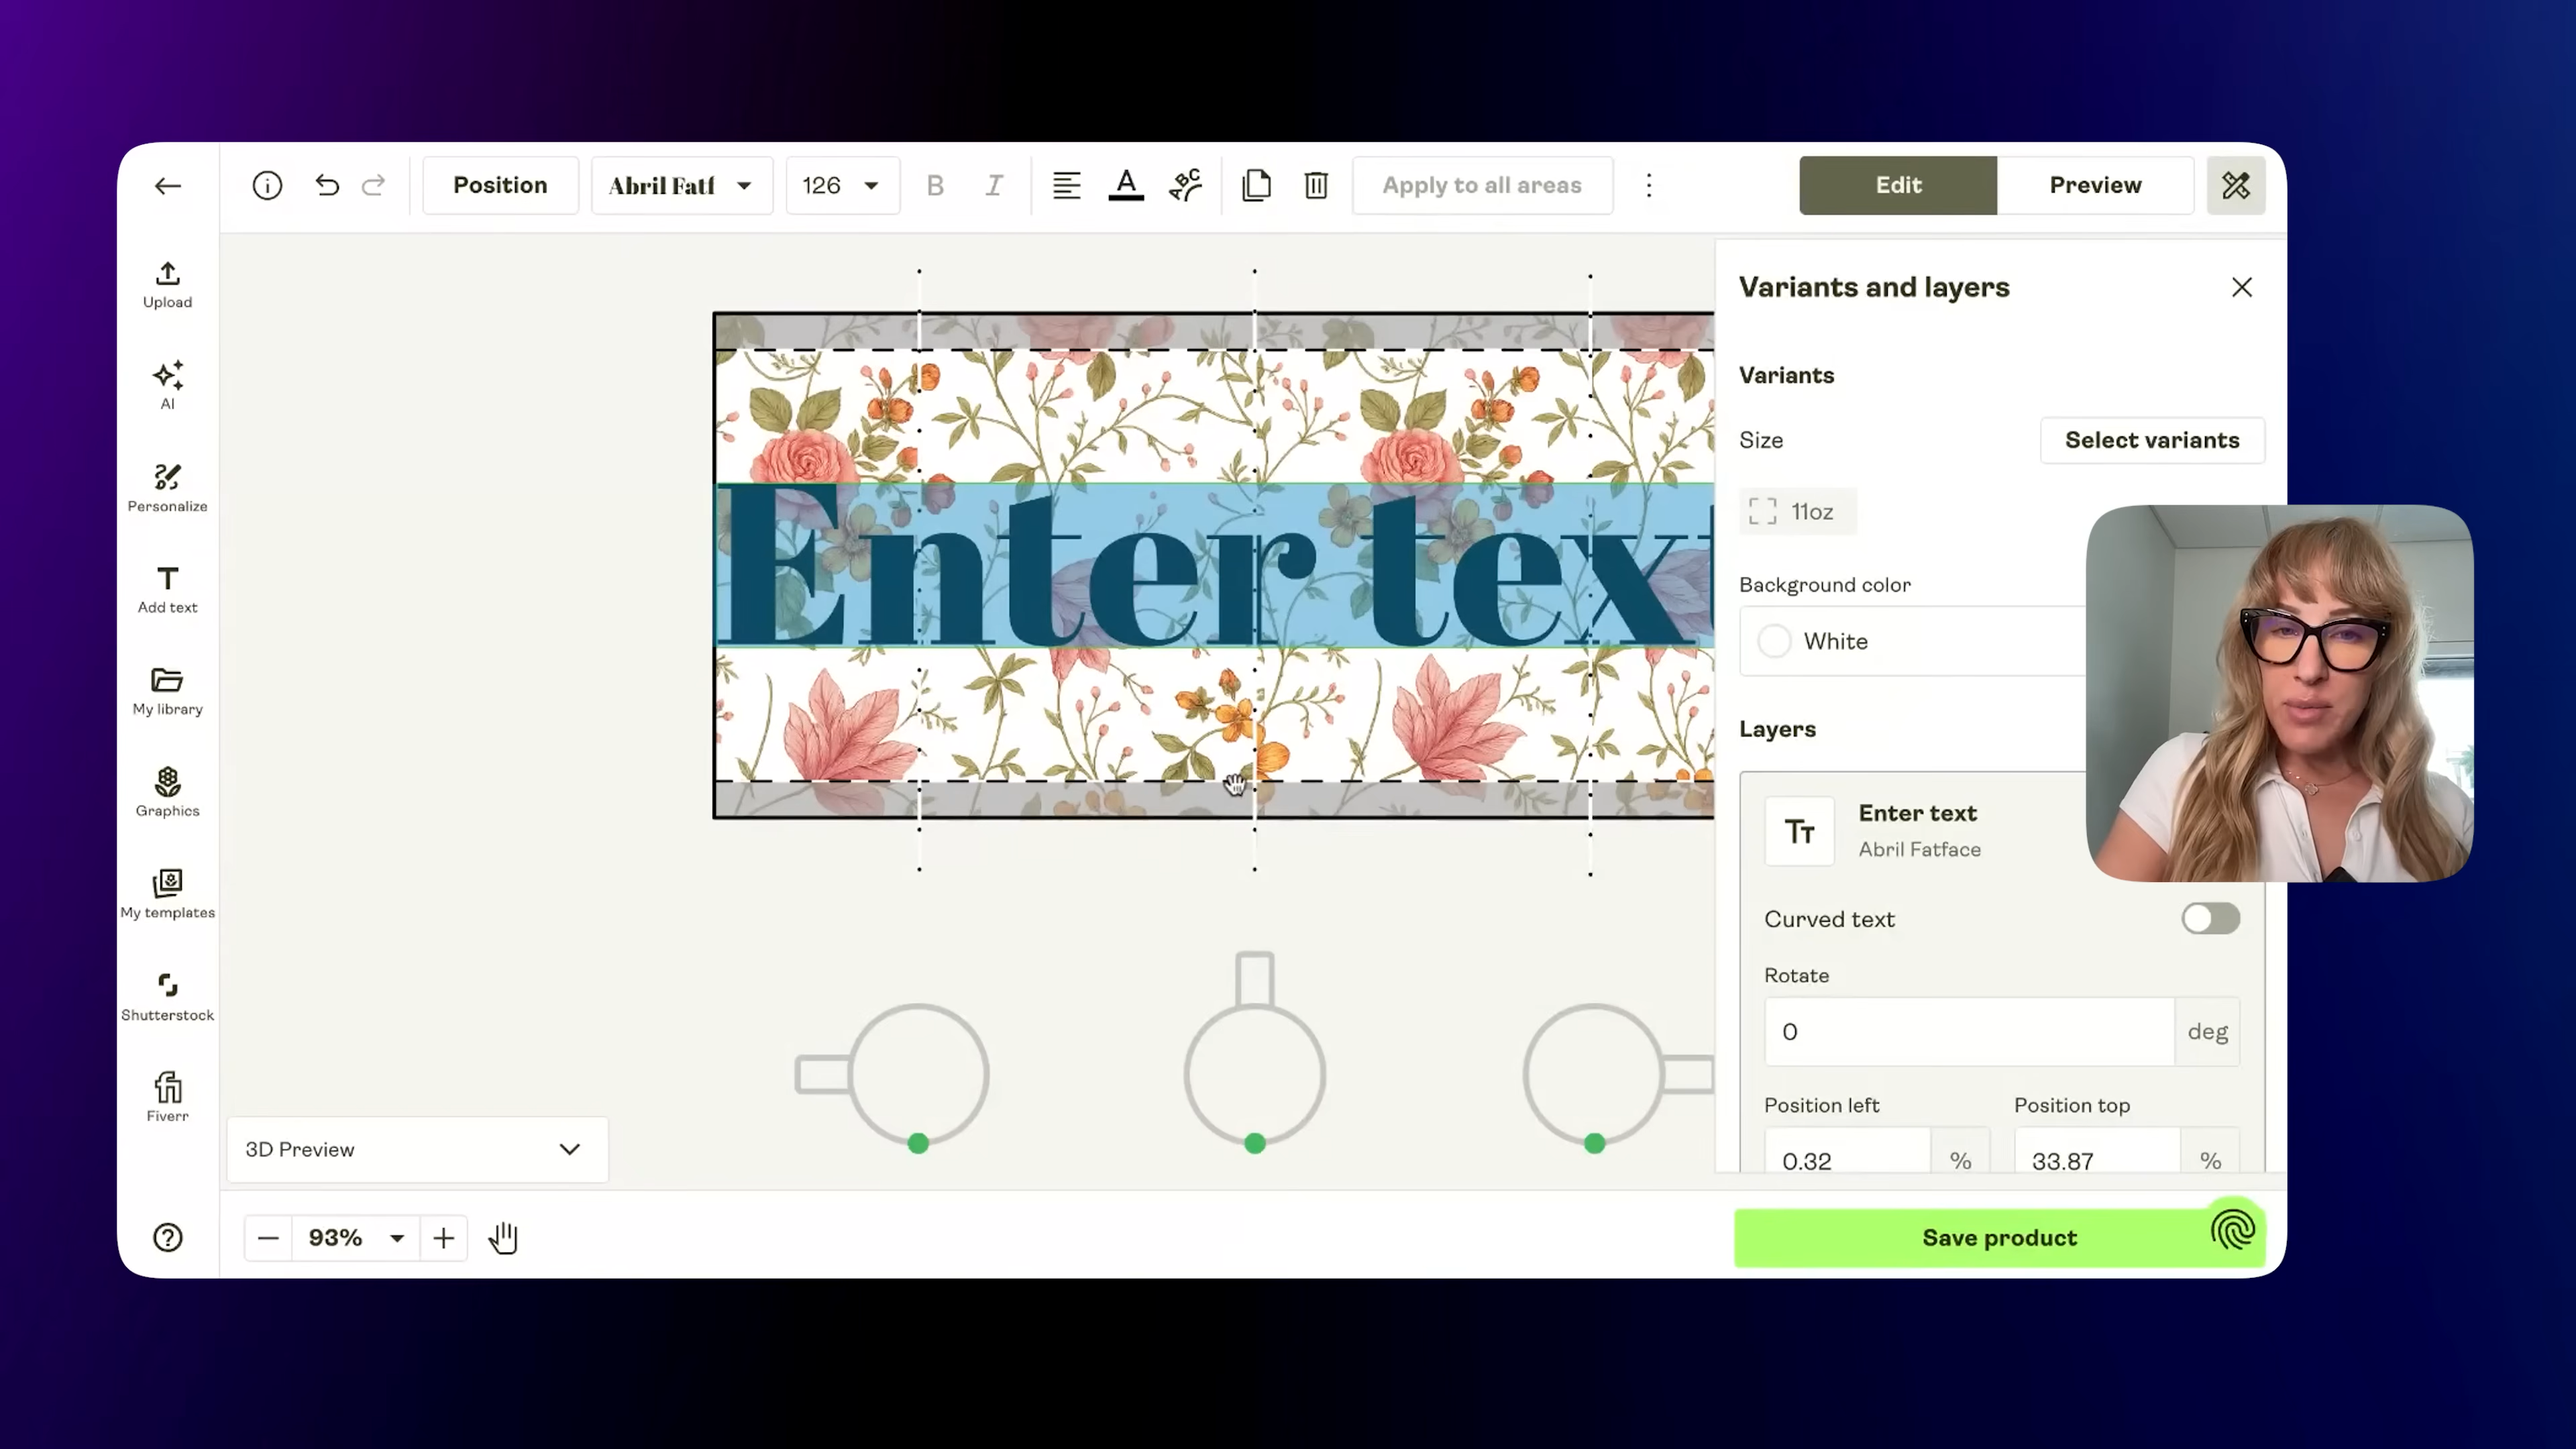 Position
Abril Fatf
126
B
I
A
ABC
Apply to all areas
Edit
Preview
Upload
AI
Personalize
T
Add text
My library
Graphics
My templates
Shutterstock
fi
Fiverr
Enter text
Variants and layers
Variants
Size
Select variants
11oz
Background color
White
Layers
TT
Enter text
Abril Fatface
Curved text
Rotate
0
deg
Position left
Position top
0.32
%
33.87
%
3D Preview
93%
Save product